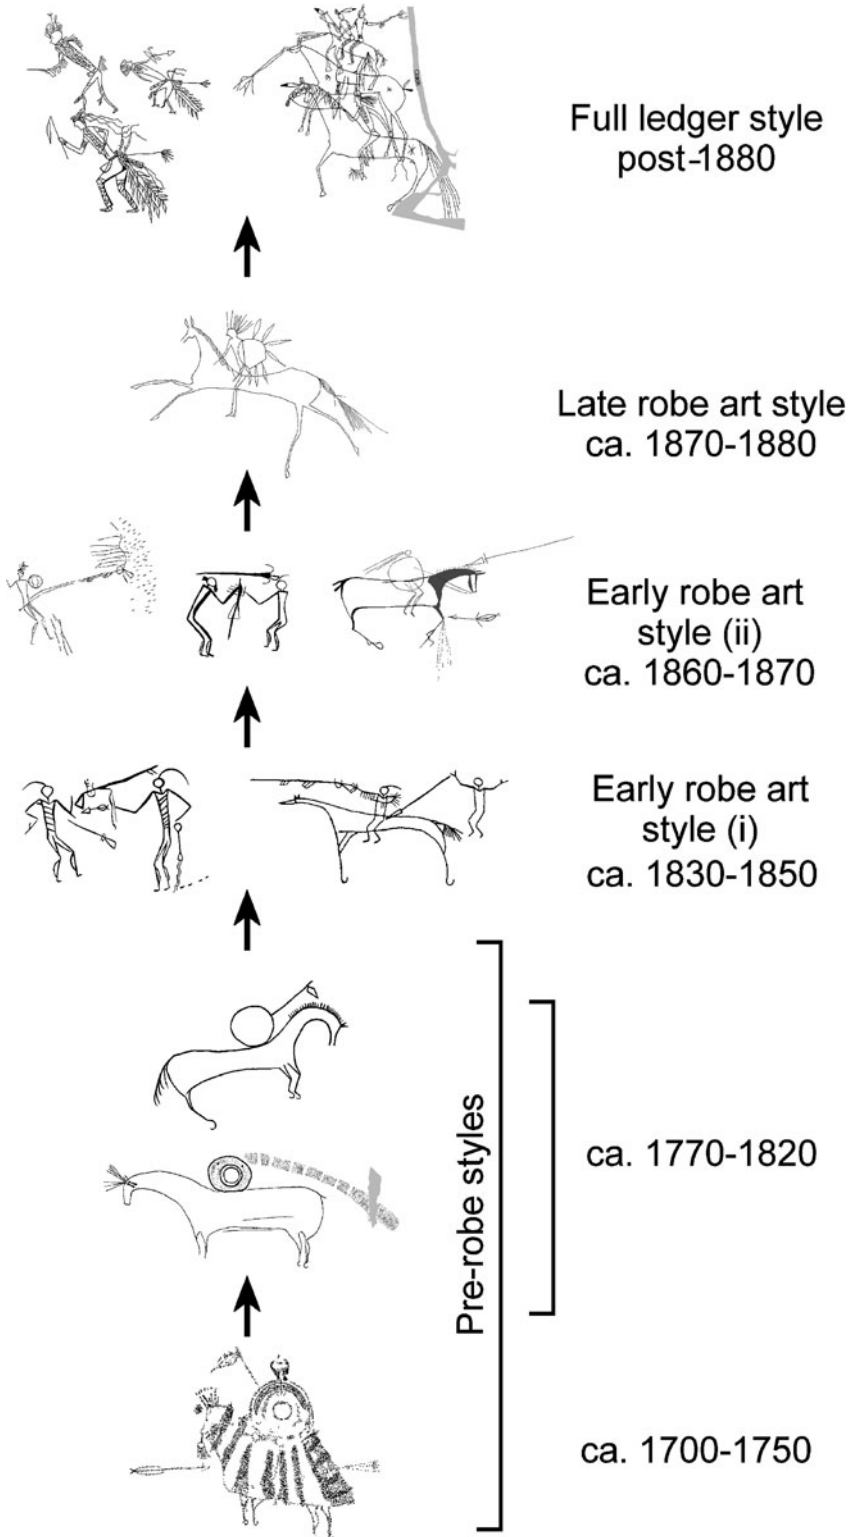 Full ledger style
post-1880
Late robe art style
ca. 1870-1880
Early robe art
style (ii)
ca. 1860-1870
Early robe art
style (i)
ca. 1830-1850
Pre-robe styles
ca. 1770-1820
ca. 1700-1750